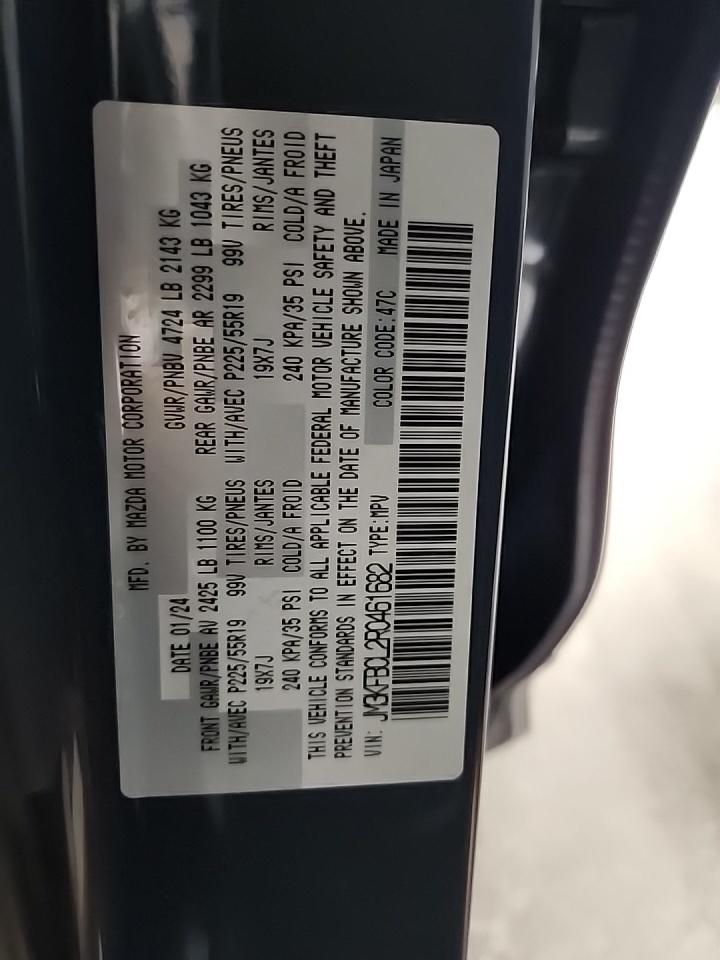 MFD. BY MAZDA MOTOR CORPORATION
DATE 01/24 GVWR/PNBV 4724 LB 2143 KG
FRONT GAWR/PNBE AV 2425 LB 1100 KG REAR GAWR/PNBE AR 2299 LB 1043 KG
WITH/AVEC P225/55R19 99V TIRES/PNEUS WITH/AVEC P225/55R19 99V TIRES/PNEUS
19X7J RIMS/JANTES 19X7J RIMS/JANTES
240 KPA/35 PSI COLD/A FROID 240 KPA/35 PSI COLD/A FROID
THIS VEHICLE CONFORMS TO ALL APPLICABLE FEDERAL MOTOR VEHICLE SAFETY AND THEFT
PREVENTION STANDARDS IN EFFECT ON THE DATE OF MANUFACTURE SHOWN ABOVE.
VIN: JM3KFBCL2R0461682 TYPE:MPV COLOR CODE:47C MADE IN JAPAN